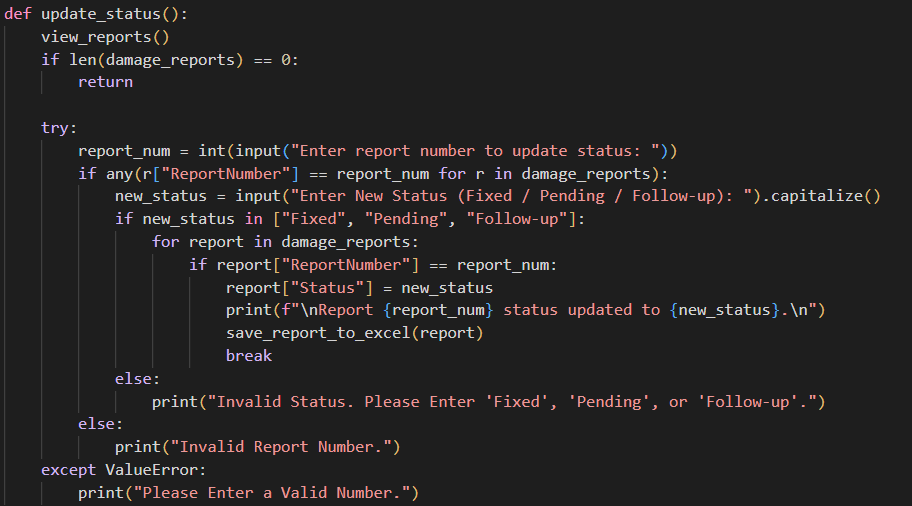 def update_status():
    view_reports()
    if len(damage_reports) == 0:
        return

    try:
        report_num = int(input("Enter report number to update status: "))
        if any(r["ReportNumber"] == report_num for r in damage_reports):
            new_status = input("Enter New Status (Fixed / Pending / Follow-up): ").capitalize()
            if new_status in ["Fixed", "Pending", "Follow-up"]:
                for report in damage_reports:
                    if report["ReportNumber"] == report_num:
                        report["Status"] = new_status
                        print(f"\nReport {report_num} status updated to {new_status}.\n")
                        save_report_to_excel(report)
                        break
            else:
                print("Invalid Status. Please Enter 'Fixed', 'Pending', or 'Follow-up'.")
        else:
            print("Invalid Report Number.")
    except ValueError:
        print("Please Enter a Valid Number.")